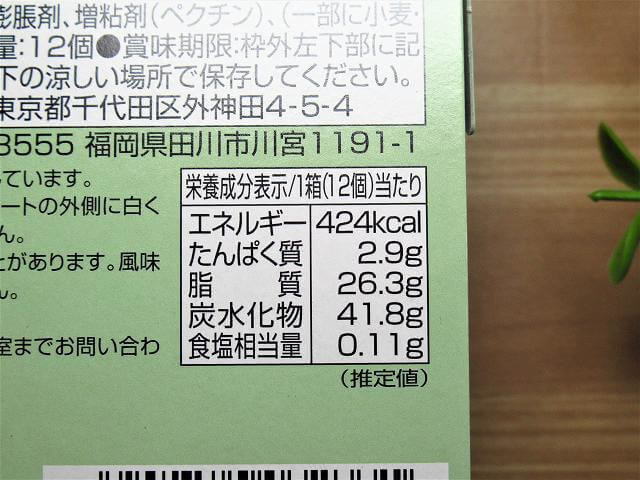 膨脹剤、増粘剤(ペクチン)、(一部に小麦・
量:12個●賞味期限:枠外左下部に記
下の涼しい場所で保存してください。
東京都千代田区外神田4-5-4
3555 福岡県田川市川宮1191-1
しています。
ートの外側に白く
ん。
とがあります。風味
ん。
室までお問い合わ
栄養成分表示/1箱(12個)当たり
エネルギー 424kcal
たんぱく質 2.9g
脂 質 26.3g
炭水化物 41.8g
食塩相当量 0.11g
(推定値)